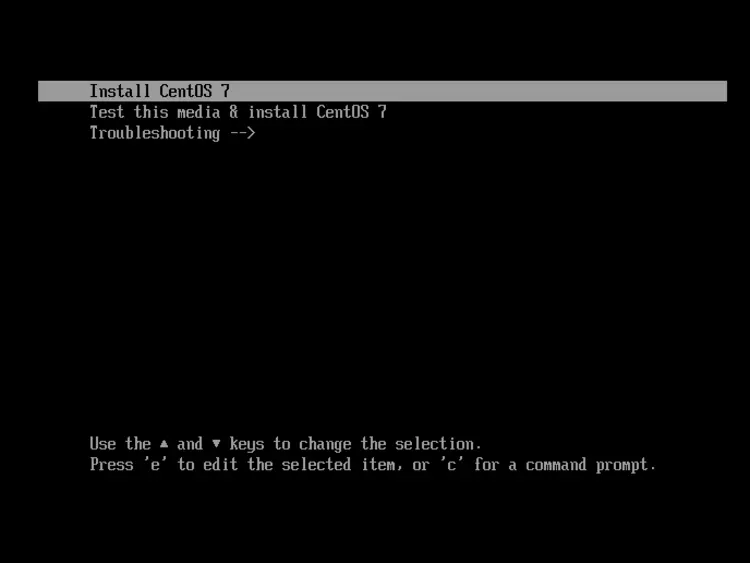 Install CentOS 7
Test this media & install CentOS 7
Troubleshooting -->
Use the ▲ and ▼ keys to change the selection.
Press 'e' to edit the selected item, or 'c' for a command prompt.